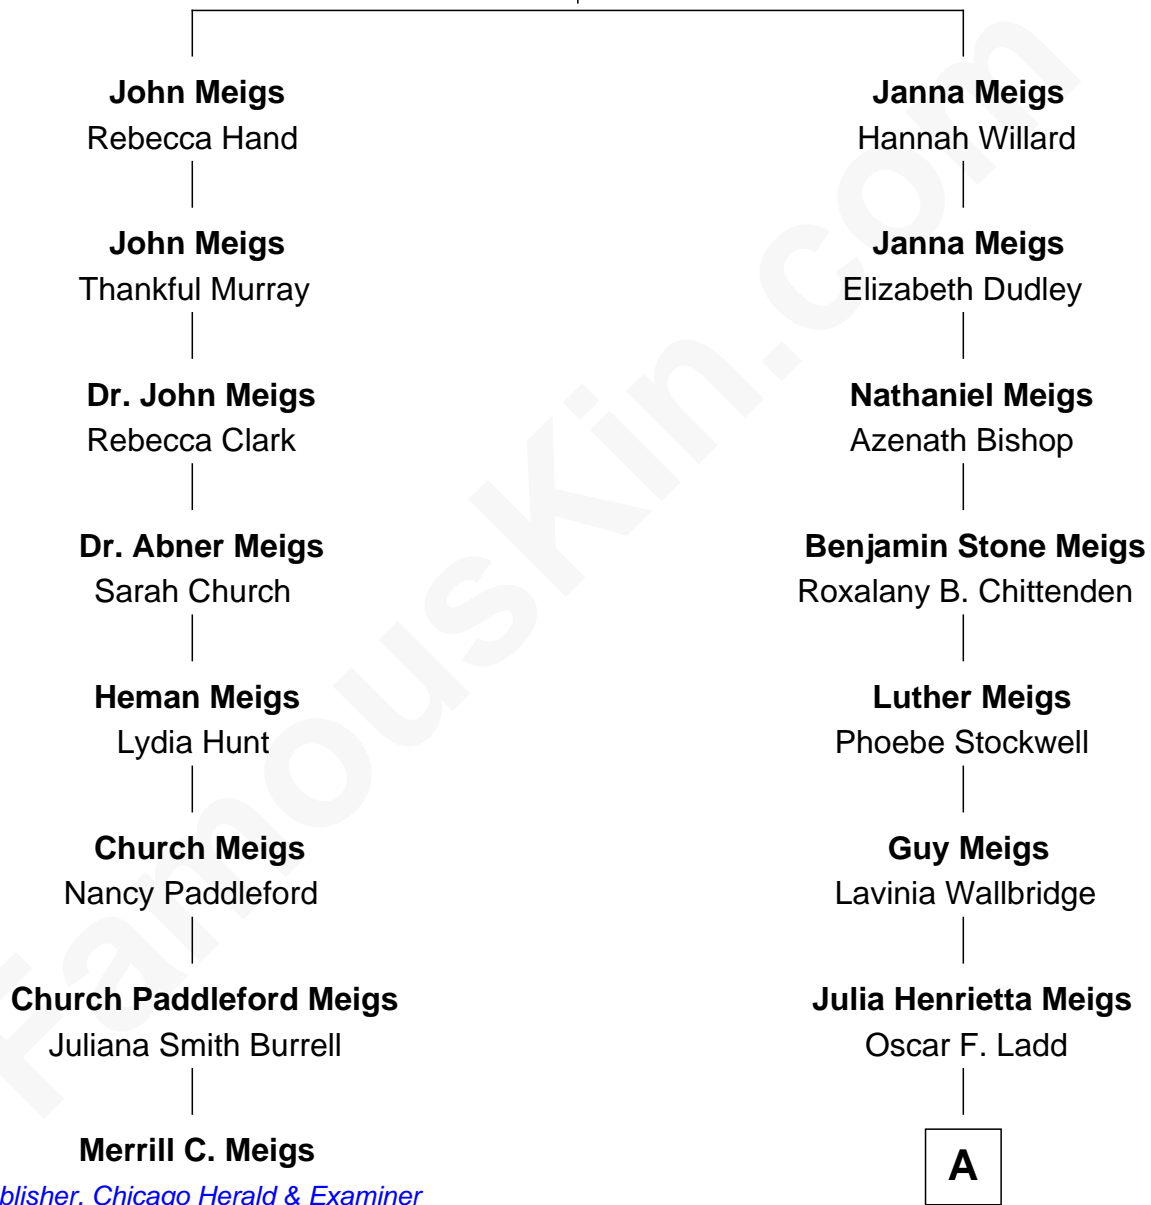 John Meigs
Rebecca Hand
John Meigs
Thankful Murray
Dr. John Meigs
Rebecca Clark
Dr. Abner Meigs
Sarah Church
Heman Meigs
Lydia Hunt
Church Meigs
Nancy Paddleford
Church Paddleford Meigs
Juliana Smith Burrell
Merrill C. Meigs
blisher, Chicago Herald & Examiner
Janna Meigs
Hannah Willard
Janna Meigs
Elizabeth Dudley
Nathaniel Meigs
Azenath Bishop
Benjamin Stone Meigs
Roxalany B. Chittenden
Luther Meigs
Phoebe Stockwell
Guy Meigs
Lavinia Wallbridge
Julia Henrietta Meigs
Oscar F. Ladd
A
FamousKin.com